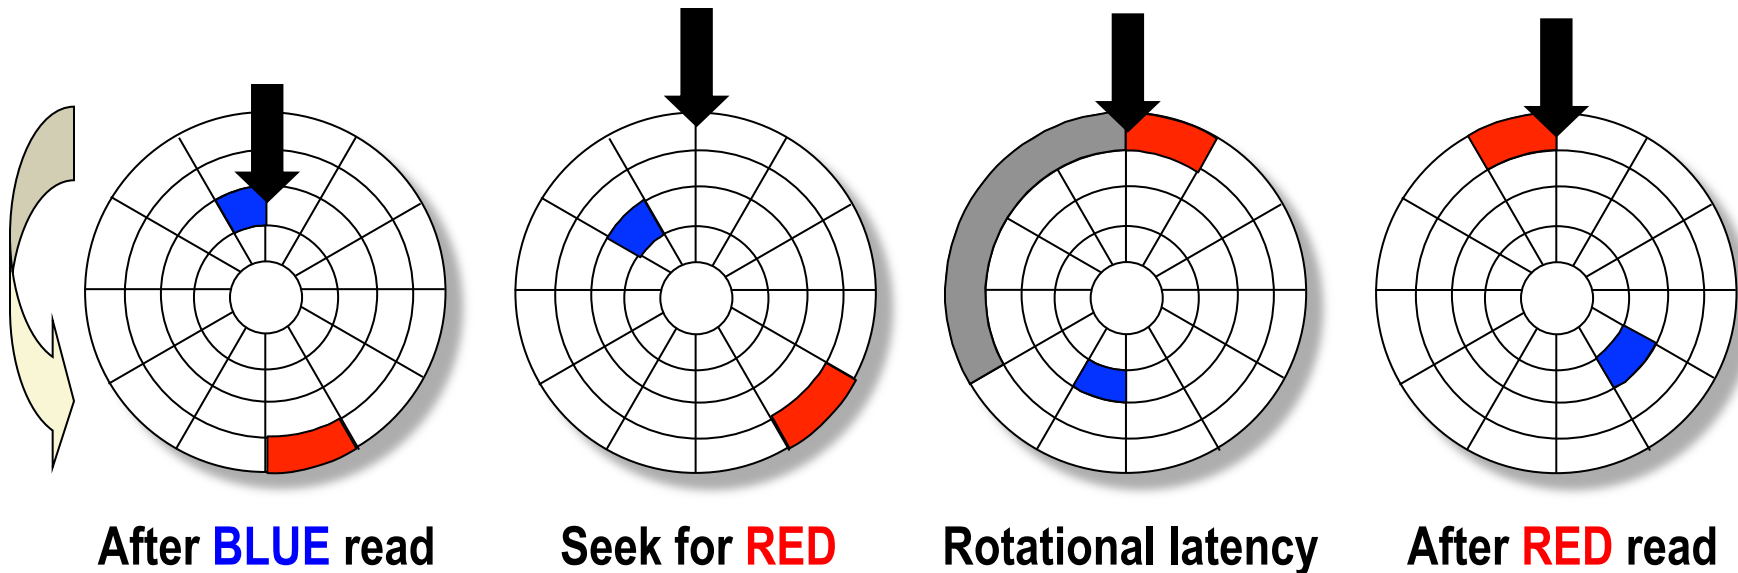 After BLUE read
Seek for RED
Rotational latency
After RED read